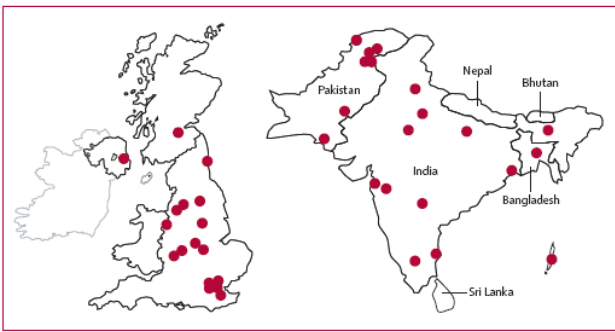 Nepal
Bhutan
Pakistan
India
Bangladesh
Sri Lanka